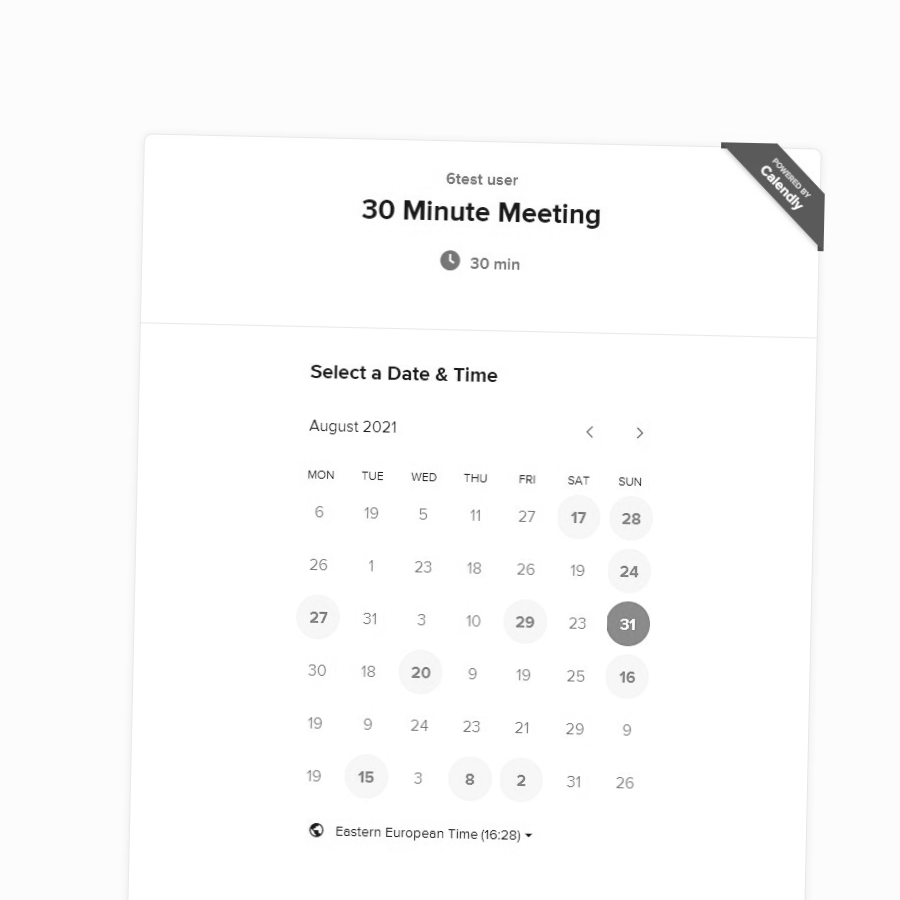 POWERED BY
Calendly
6test user
30 Minute Meeting
30 min
Select a Date & Time
August 2021
MON TUE WED THU FRI SAT SUN
6 19 5 11 27 17 28
26 1 23 18 26 19 24
27 31 3 10 29 23 31
30 18 20 9 19 25 16
19 9 24 23 21 29 9
19 15 3 8 2 31 26
Eastern European Time (16:28)